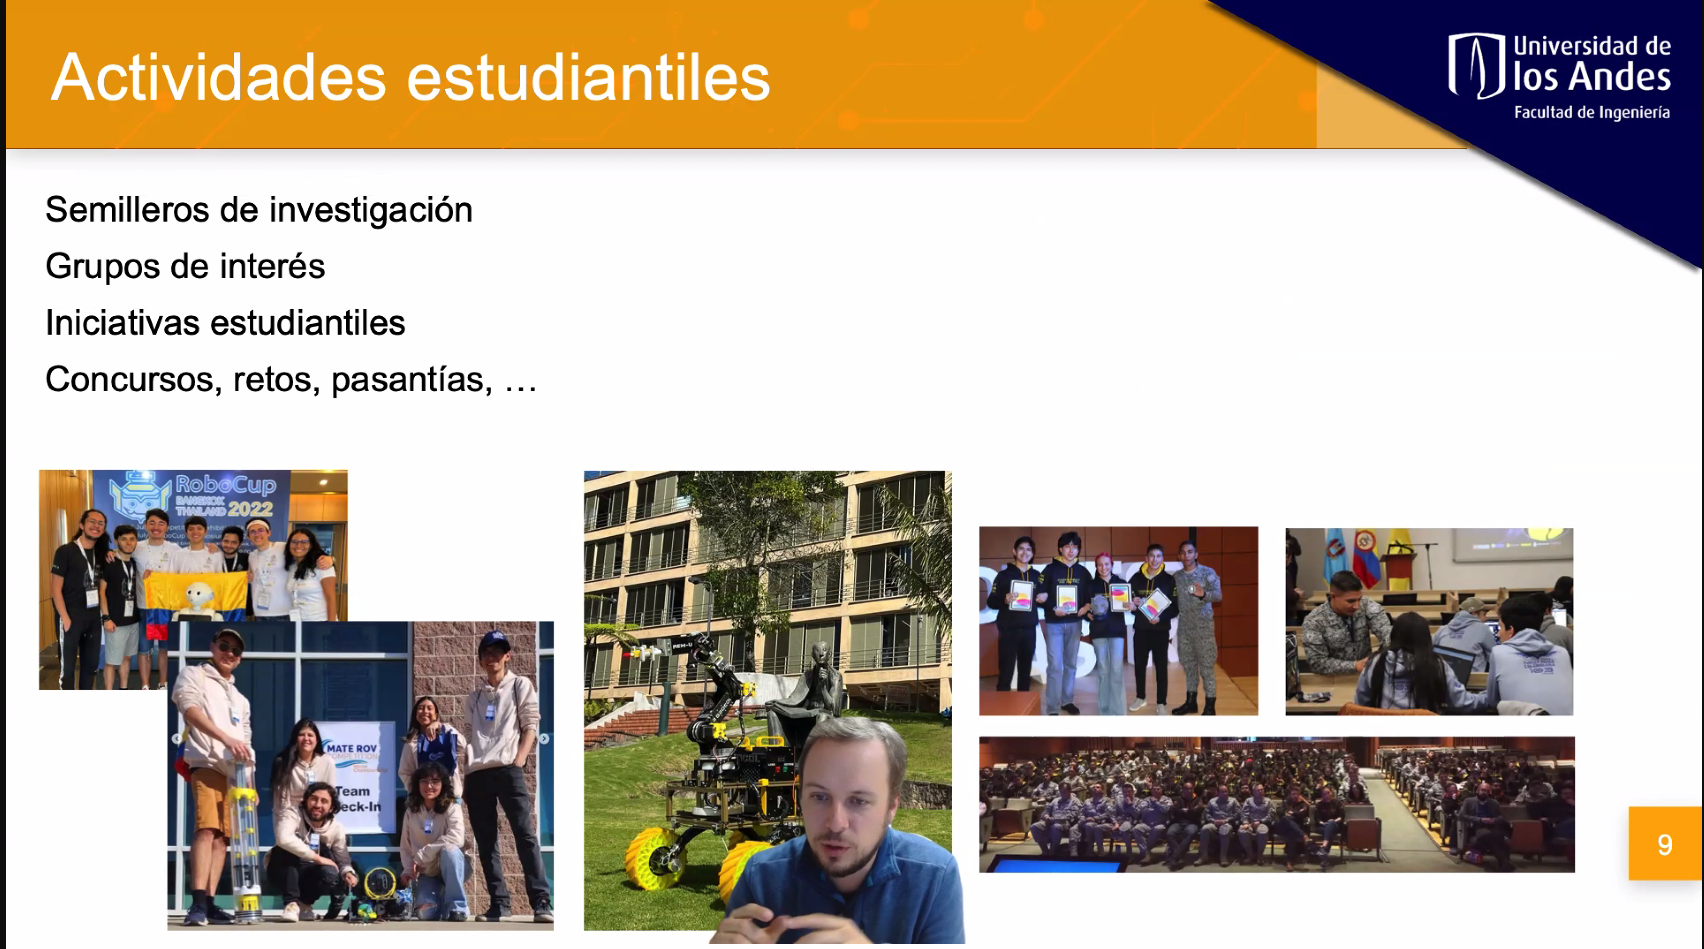 Actividades estudiantiles
Universidad de
los Andes
Facultad de Ingeniería
Semilleros de investigación
Grupos de interés
Iniciativas estudiantiles
Concursos, retos, pasantías, …
RoboCup
BANGKOK
THAILAND 2022
MATE ROV
COMPETITION
Team
eck-In
9